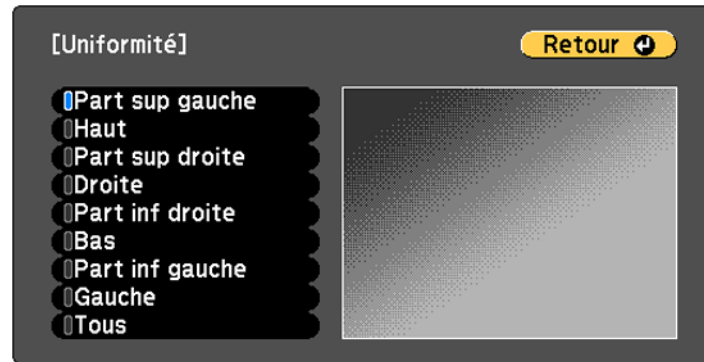 [Uniformité]
Retour
Part sup gauche
Haut
Part sup droite
Droite
Part inf droite
Bas
Part inf gauche
Gauche
Tous